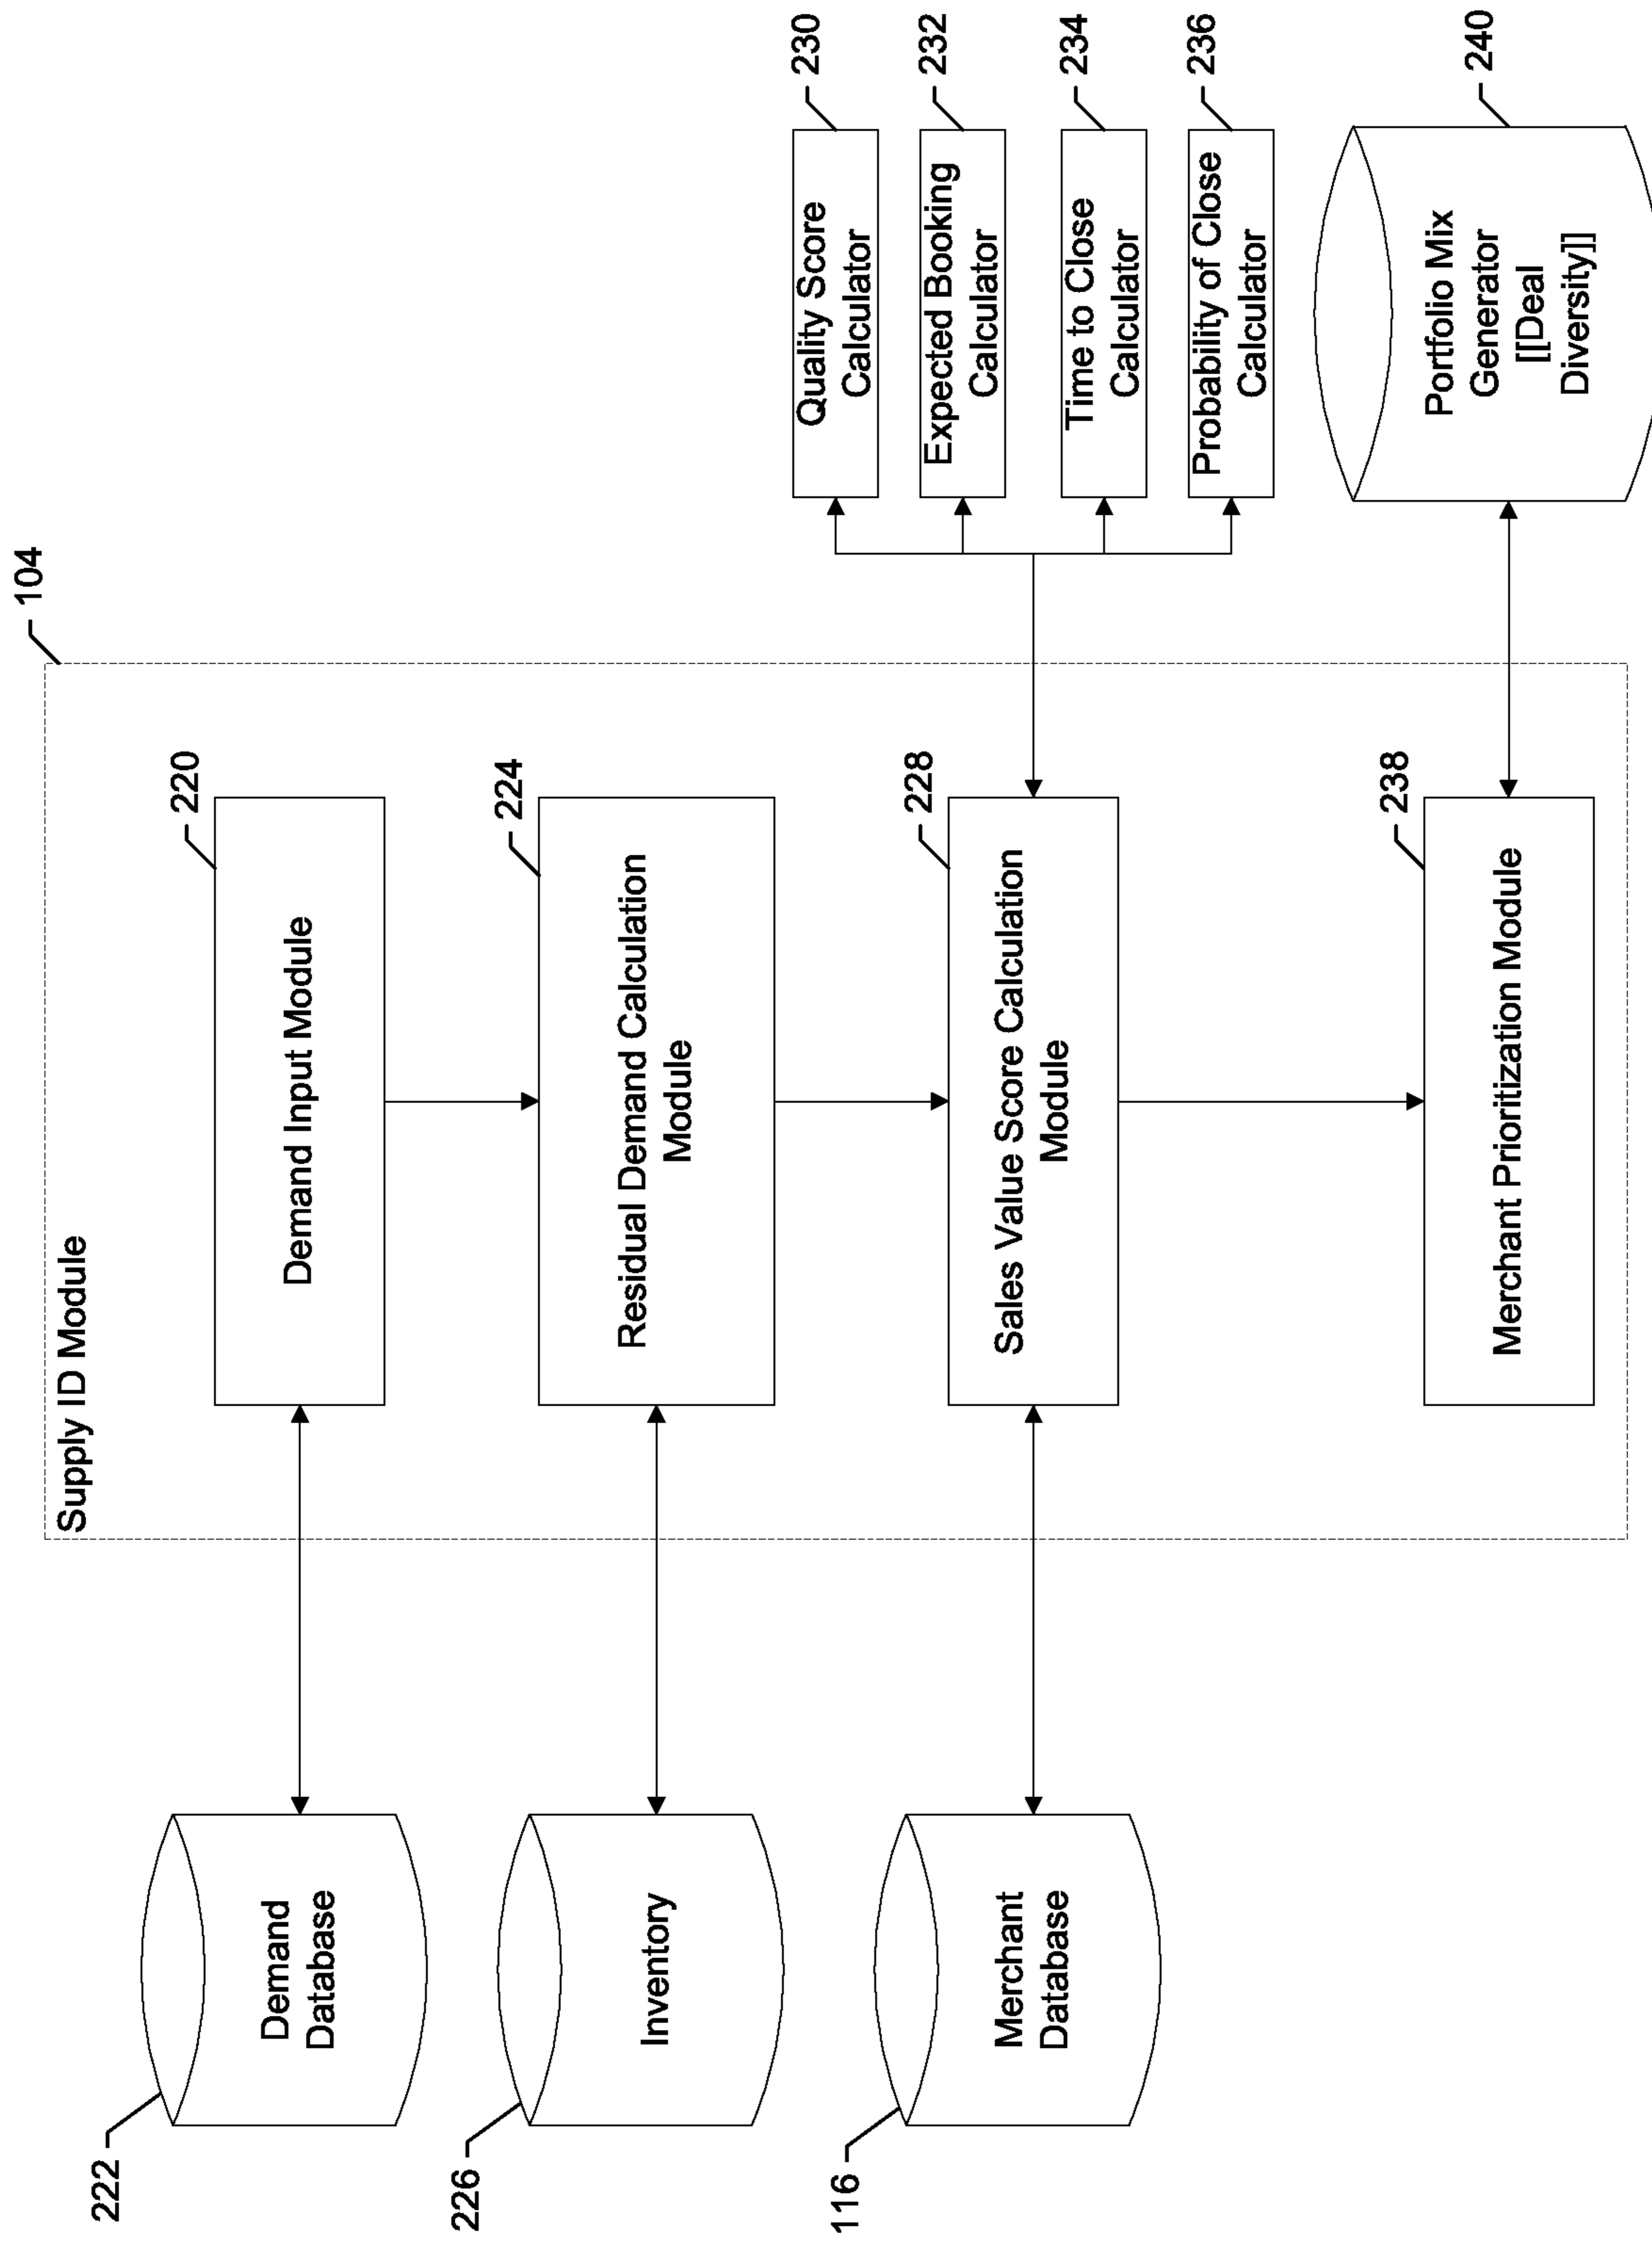 104
Supply ID Module
222
Demand
Database
220
Demand Input Module
226
Inventory
224
Residual Demand Calculation
Module
116
Merchant
Database
228
Sales Value Score Calculation
Module
230
Quality Score
Calculator
232
Expected Booking
Calculator
234
Time to Close
Calculator
236
Probability of Close
Calculator
238
Merchant Prioritization Module
240
Portfolio Mix
Generator
[[Deal
Diversity]]